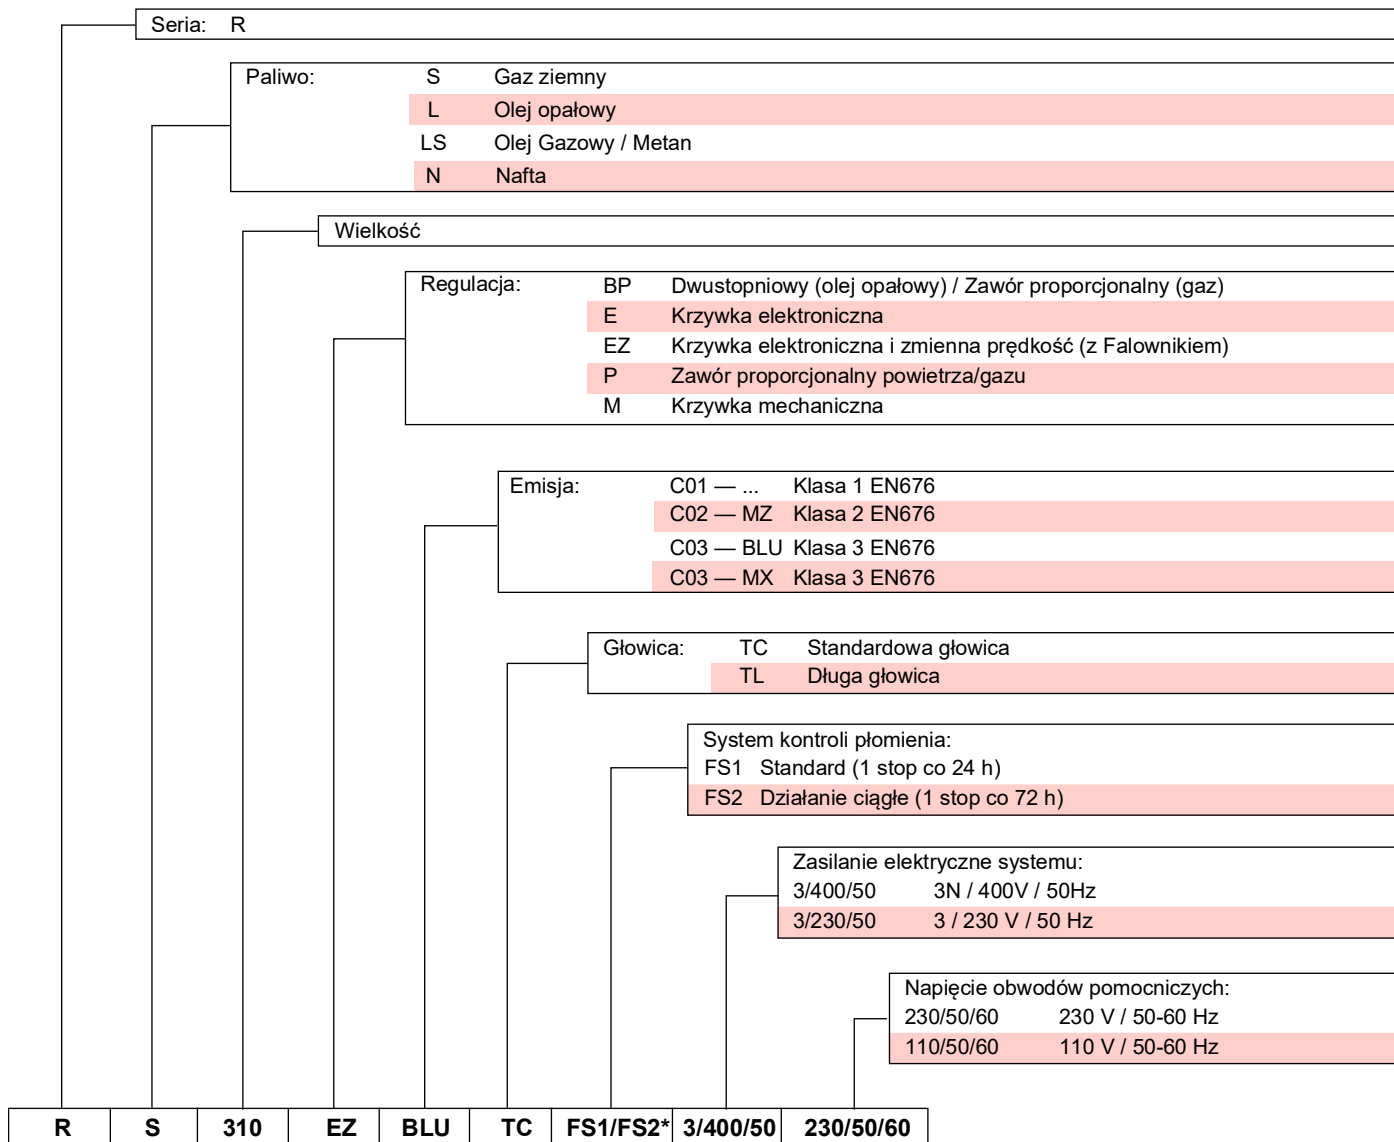 Seria: R
Paliwo: S Gaz ziemny
L Olej opałowy
LS Olej Gazowy / Metan
N Nafta
Wielkość
Regulacja: BP Dwustopniowy (olej opałowy) / Zawór proporcjonalny (gaz)
E Krzywka elektroniczna
EZ Krzywka elektroniczna i zmienna prędkość (z Falownikiem)
P Zawór proporcjonalny powietrza/gazu
M Krzywka mechaniczna
Emisja: C01 — ... Klasa 1 EN676
C02 — MZ Klasa 2 EN676
C03 — BLU Klasa 3 EN676
C03 — MX Klasa 3 EN676
Głowica: TC Standardowa głowica
TL Długa głowica
System kontroli płomienia:
FS1 Standard (1 stop co 24 h)
FS2 Działanie ciągłe (1 stop co 72 h)
Zasilanie elektryczne systemu:
3/400/50 3N / 400V / 50Hz
3/230/50 3 / 230 V / 50 Hz
Napięcie obwodów pomocniczych:
230/50/60 230 V / 50-60 Hz
110/50/60 110 V / 50-60 Hz
R S 310 EZ BLU TC FS1/FS2* 3/400/50 230/50/60